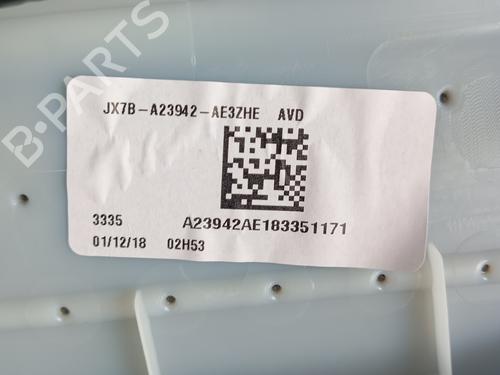 B-PARTS
JX7B-A23942-AE3ZHE AVD
3335 A23942AE183351171
01/12/18 02H53